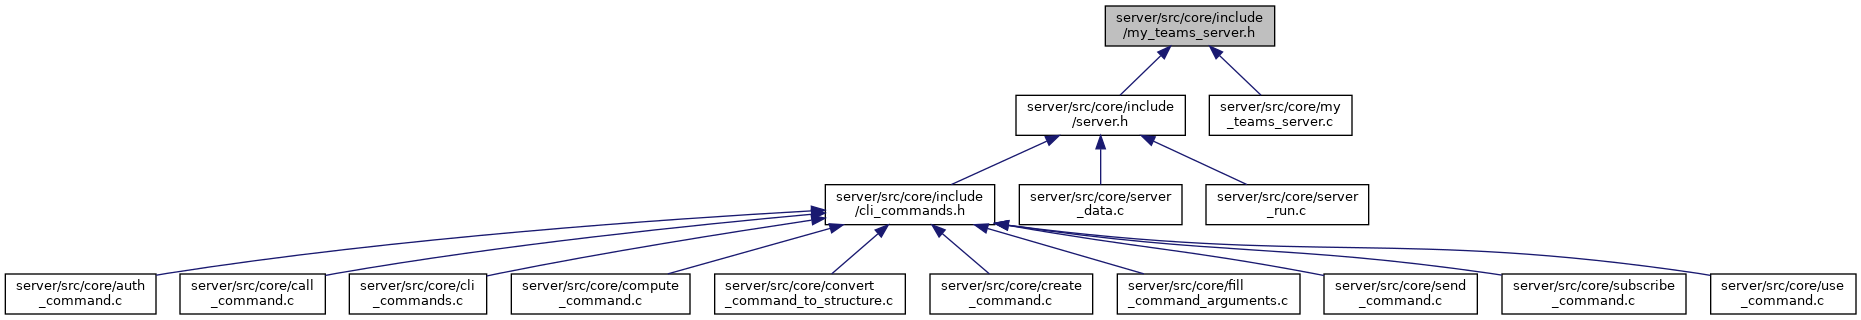 server/src/core/include
/my_teams_server.h
server/src/core/include
/server.h
server/src/core/my
_teams_server.c
server/src/core/include
/cli_commands.h
server/src/core/server
_data.c
server/src/core/server
_run.c
server/src/core/auth
_command.c
server/src/core/call
_command.c
server/src/core/cli
_commands.c
server/src/core/compute
_command.c
server/src/core/convert
_command_to_structure.c
server/src/core/create
_command.c
server/src/core/fill
_command_arguments.c
server/src/core/send
_command.c
server/src/core/subscribe
_command.c
server/src/core/use
_command.c